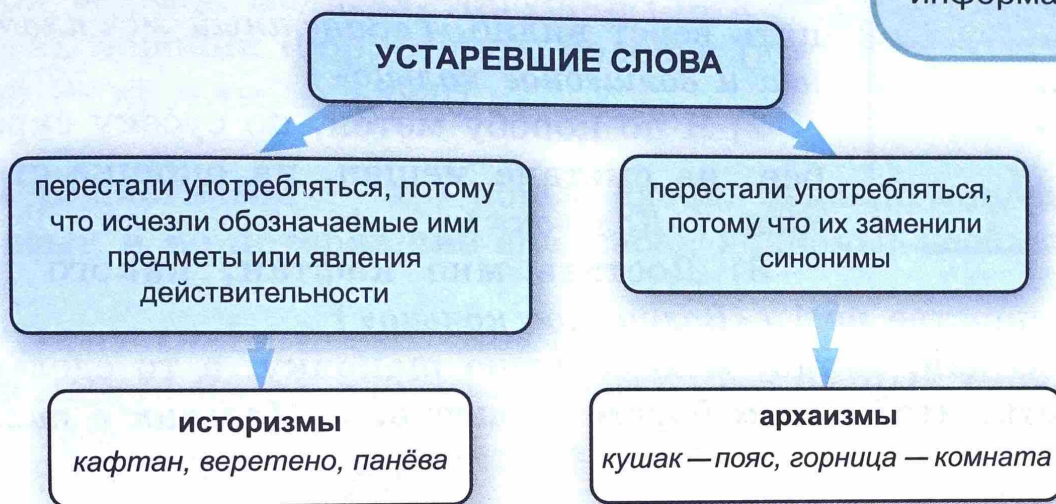 информа
УСТАРЕВШИЕ СЛОВА
перестали употребляться, потому
что исчезли обозначаемые ими
предметы или явления
действительности
перестали употребляться,
потому что их заменили
синонимы
историзмы
кафтан, веретено, панёва
архаизмы
кушак — пояс, горница — комната